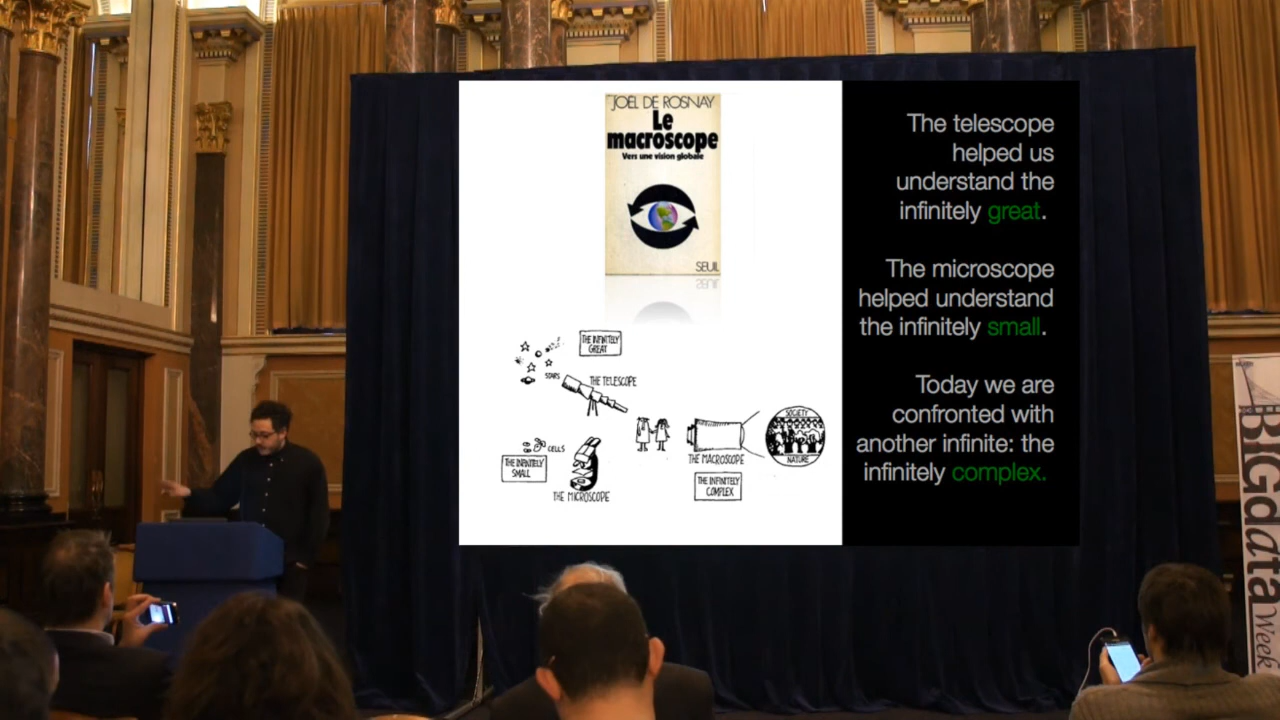 JOËL DE ROSNAY
Le
macroscope
Vers une vision globale
SEUIL
THE INFINITELY
GREAT
STARS
THE TELESCOPE
CELLS
THE INFINITELY
SMALL
THE MICROSCOPE
THE MACROSCOPE
THE INFINITELY
COMPLEX
SOCIETY
NATURE
The telescope
helped us
understand the
infinitely great.
The microscope
helped understand
the infinitely small.
Today we are
confronted with
another infinite: the
infinitely complex.
BIGdata Week